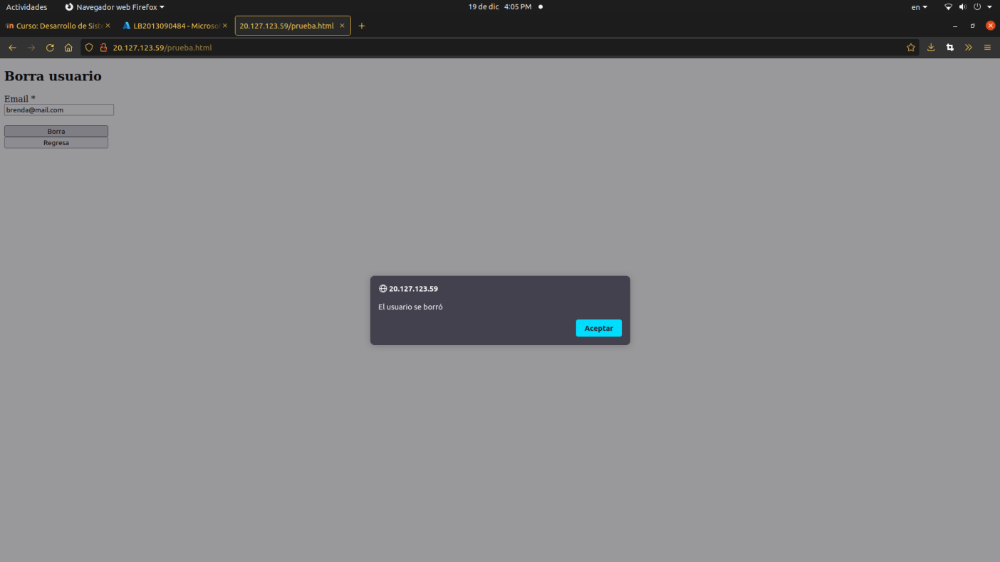 Actividades Navegador web Firefox 19 de dic 4:05 PM en
Curso: Desarrollo de Siste LB2013090484 - Microsof 20.127.123.59/prueba.html
20.127.123.59/prueba.html
Borra usuario
Email *
brenda@mail.com
Borra
Regresa
20.127.123.59
El usuario se borró
Aceptar